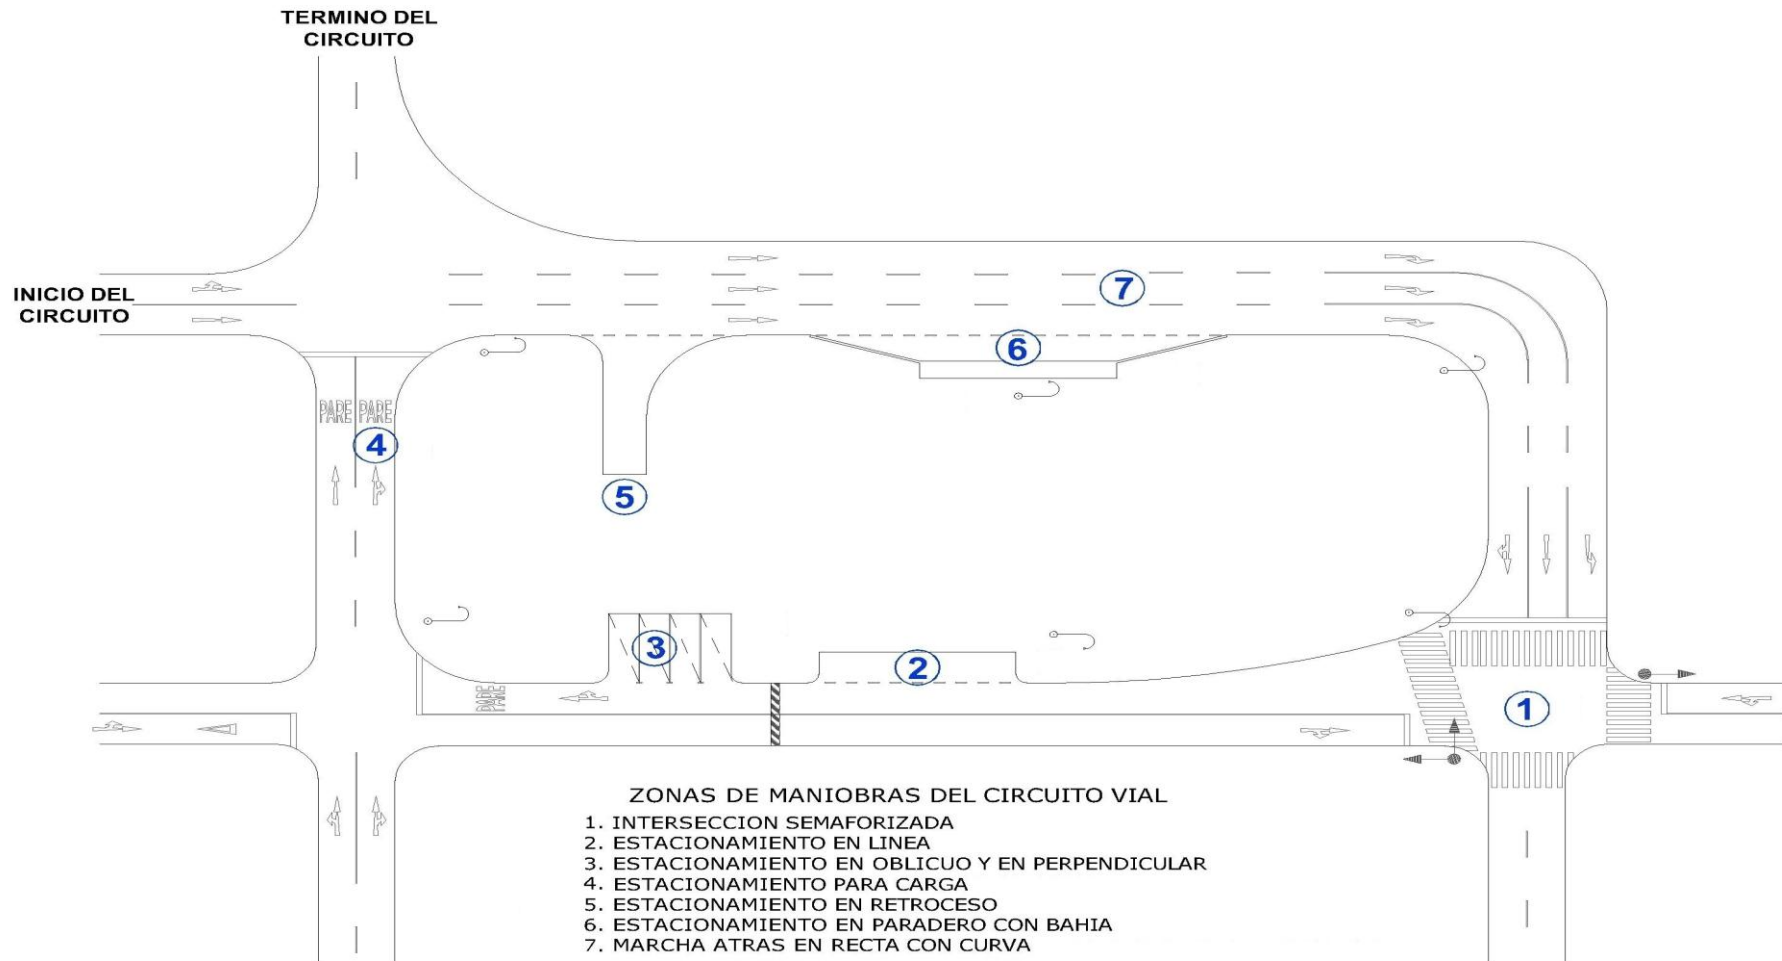 TERMINO DEL
CIRCUITO
INICIO DEL
CIRCUITO
7
6
PARE PARE
4
5
3
2
PARE
1
ZONAS DE MANIOBRAS DEL CIRCUITO VIAL
1. INTERSECCION SEMAFORIZADA
2. ESTACIONAMIENTO EN LINEA
3. ESTACIONAMIENTO EN OBLICUO Y EN PERPENDICULAR
4. ESTACIONAMIENTO PARA CARGA
5. ESTACIONAMIENTO EN RETROCESO
6. ESTACIONAMIENTO EN PARADERO CON BAHIA
7. MARCHA ATRAS EN RECTA CON CURVA